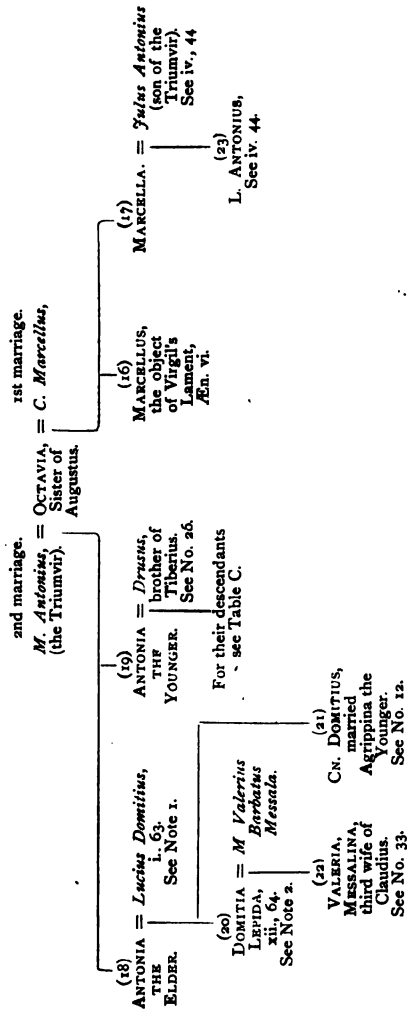 2nd marriage. 1st marriage.
M. Antonius, = OCTAVIA, = C. Marcellus,
(the Triumvir). Sister of
Augustus.
(18)
ANTONIA = Lucius Domitius,
THE i. 63.
ELDER. See Note 1.
(19)
ANTONIA = Drusus,
THE brother of
YOUNGER. Tiberius.
See No. 26.
For their descendants
see Table C.
(16)
MARCELLUS,
the object
of Virgil's
Lament,
Æn. vi.
(17)
MARCELLA. = Julus Antonius
(son of the
Triumvir).
See iv., 44
(20)
DOMITIA = M Valerius
LEPIDA, Barbatus
xii., 64. Messala.
See Note 2.
(21)
CN. DOMITIUS,
married
Agrippina the
Younger.
See No. 12.
(23)
L. ANTONIUS,
See iv. 44.
(22)
VALERIA,
MESSALINA,
third wife of
Claudius.
See No. 33.